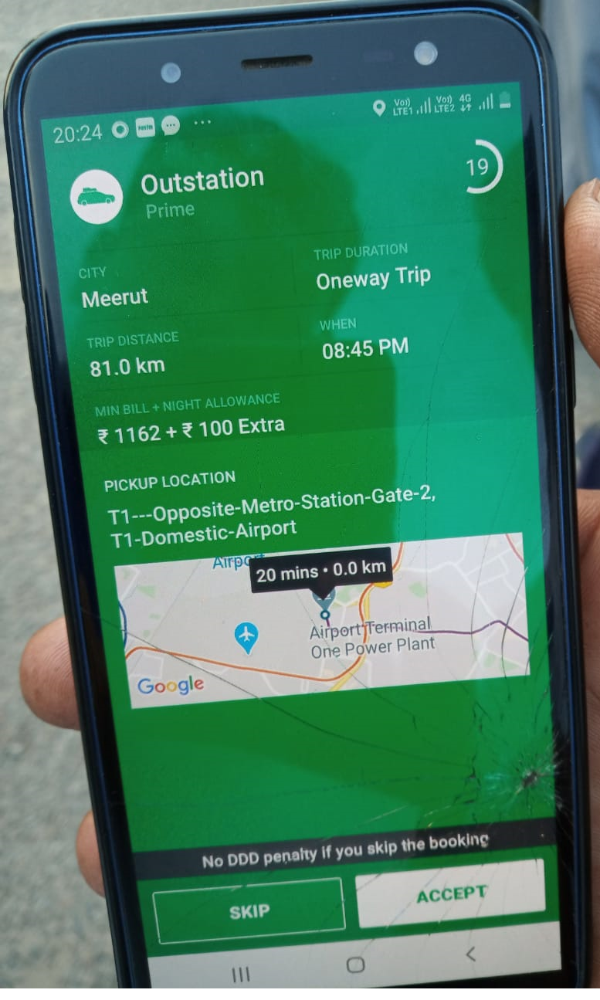 20:24 Paytm ... Vo)) LTE1 Vo)) LTE2 4G
Outstation
Prime
19
CITY
Meerut
TRIP DURATION
Oneway Trip
TRIP DISTANCE
81.0 km
WHEN
08:45 PM
MIN BILL + NIGHT ALLOWANCE
₹ 1162 + ₹ 100 Extra
PICKUP LOCATION
T1---Opposite-Metro-Station-Gate-2,
T1-Domestic-Airport
Airport
20 mins • 0.0 km
Airport Terminal
One Power Plant
Google
No DDD penalty if you skip the booking
SKIP
ACCEPT